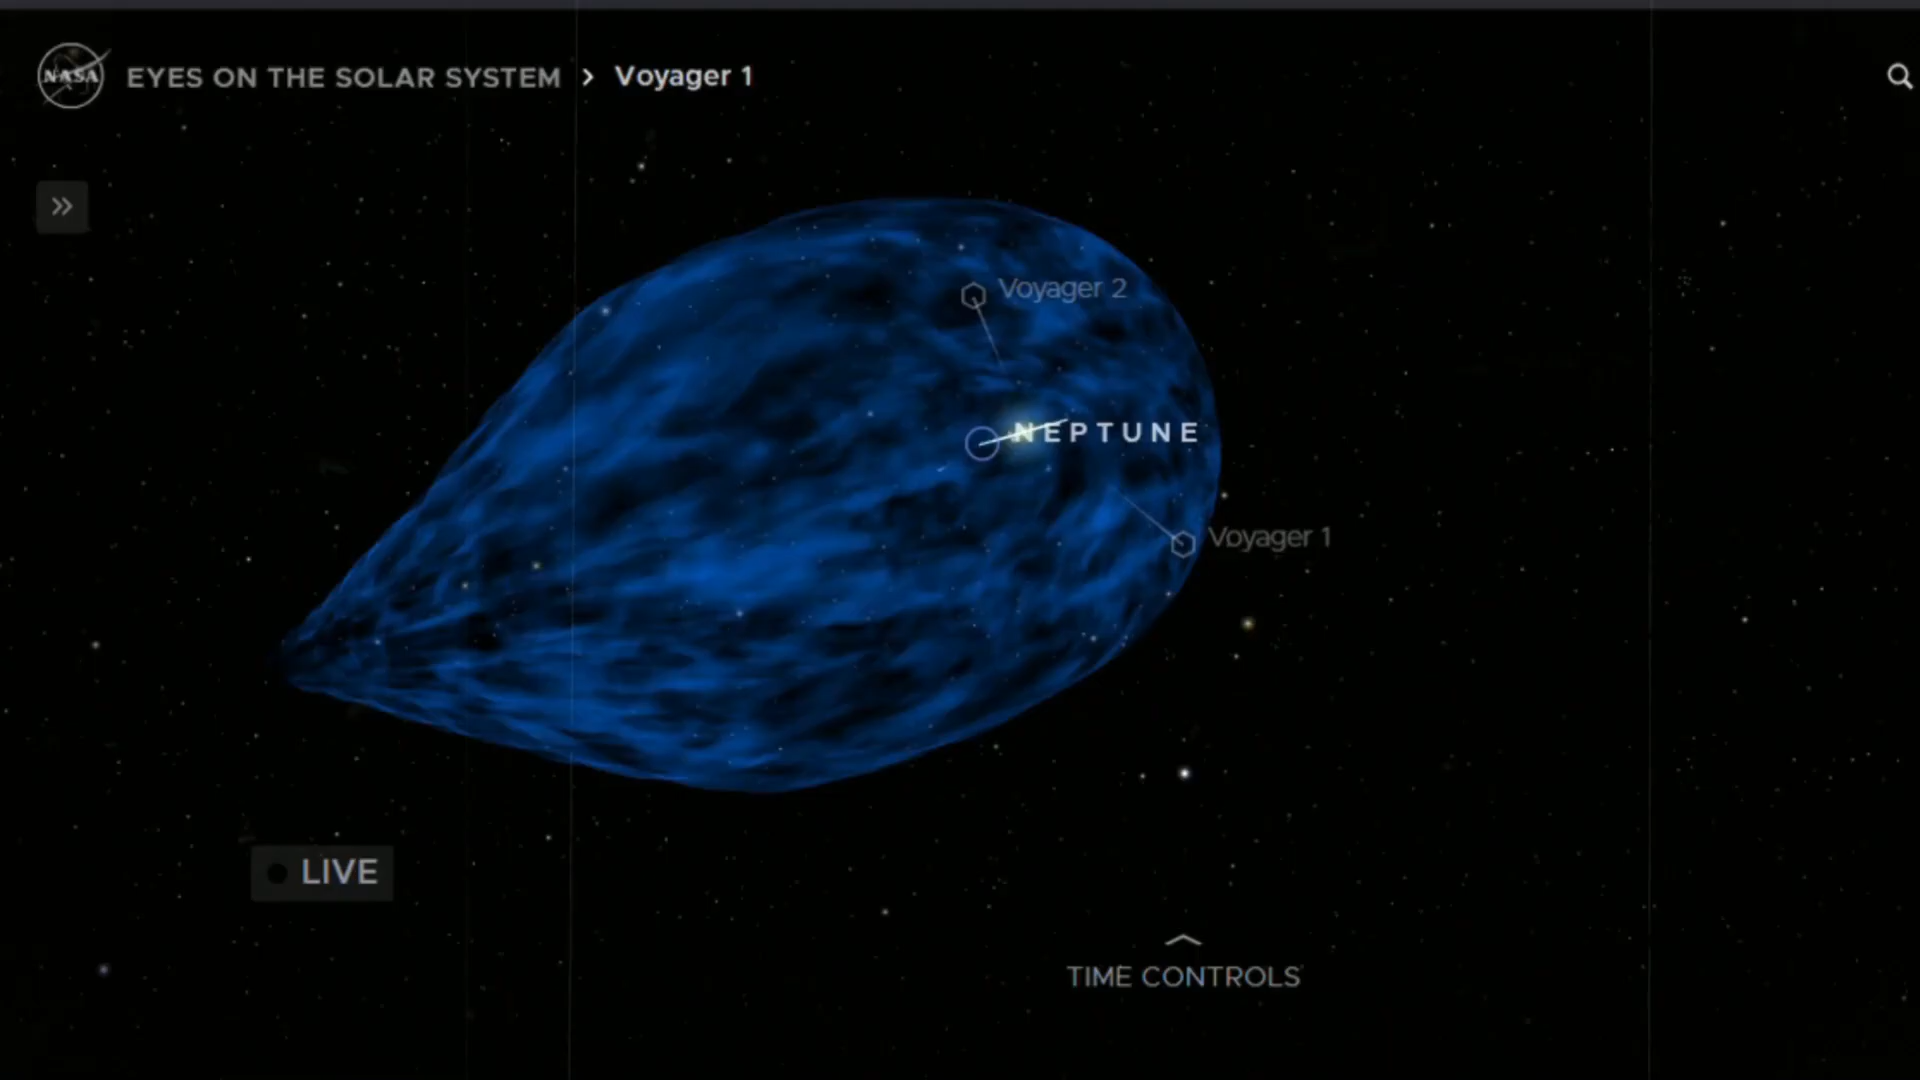 NASA
EYES ON THE SOLAR SYSTEM › Voyager 1
Voyager 2
NEPTUNE
Voyager 1
LIVE
TIME CONTROLS